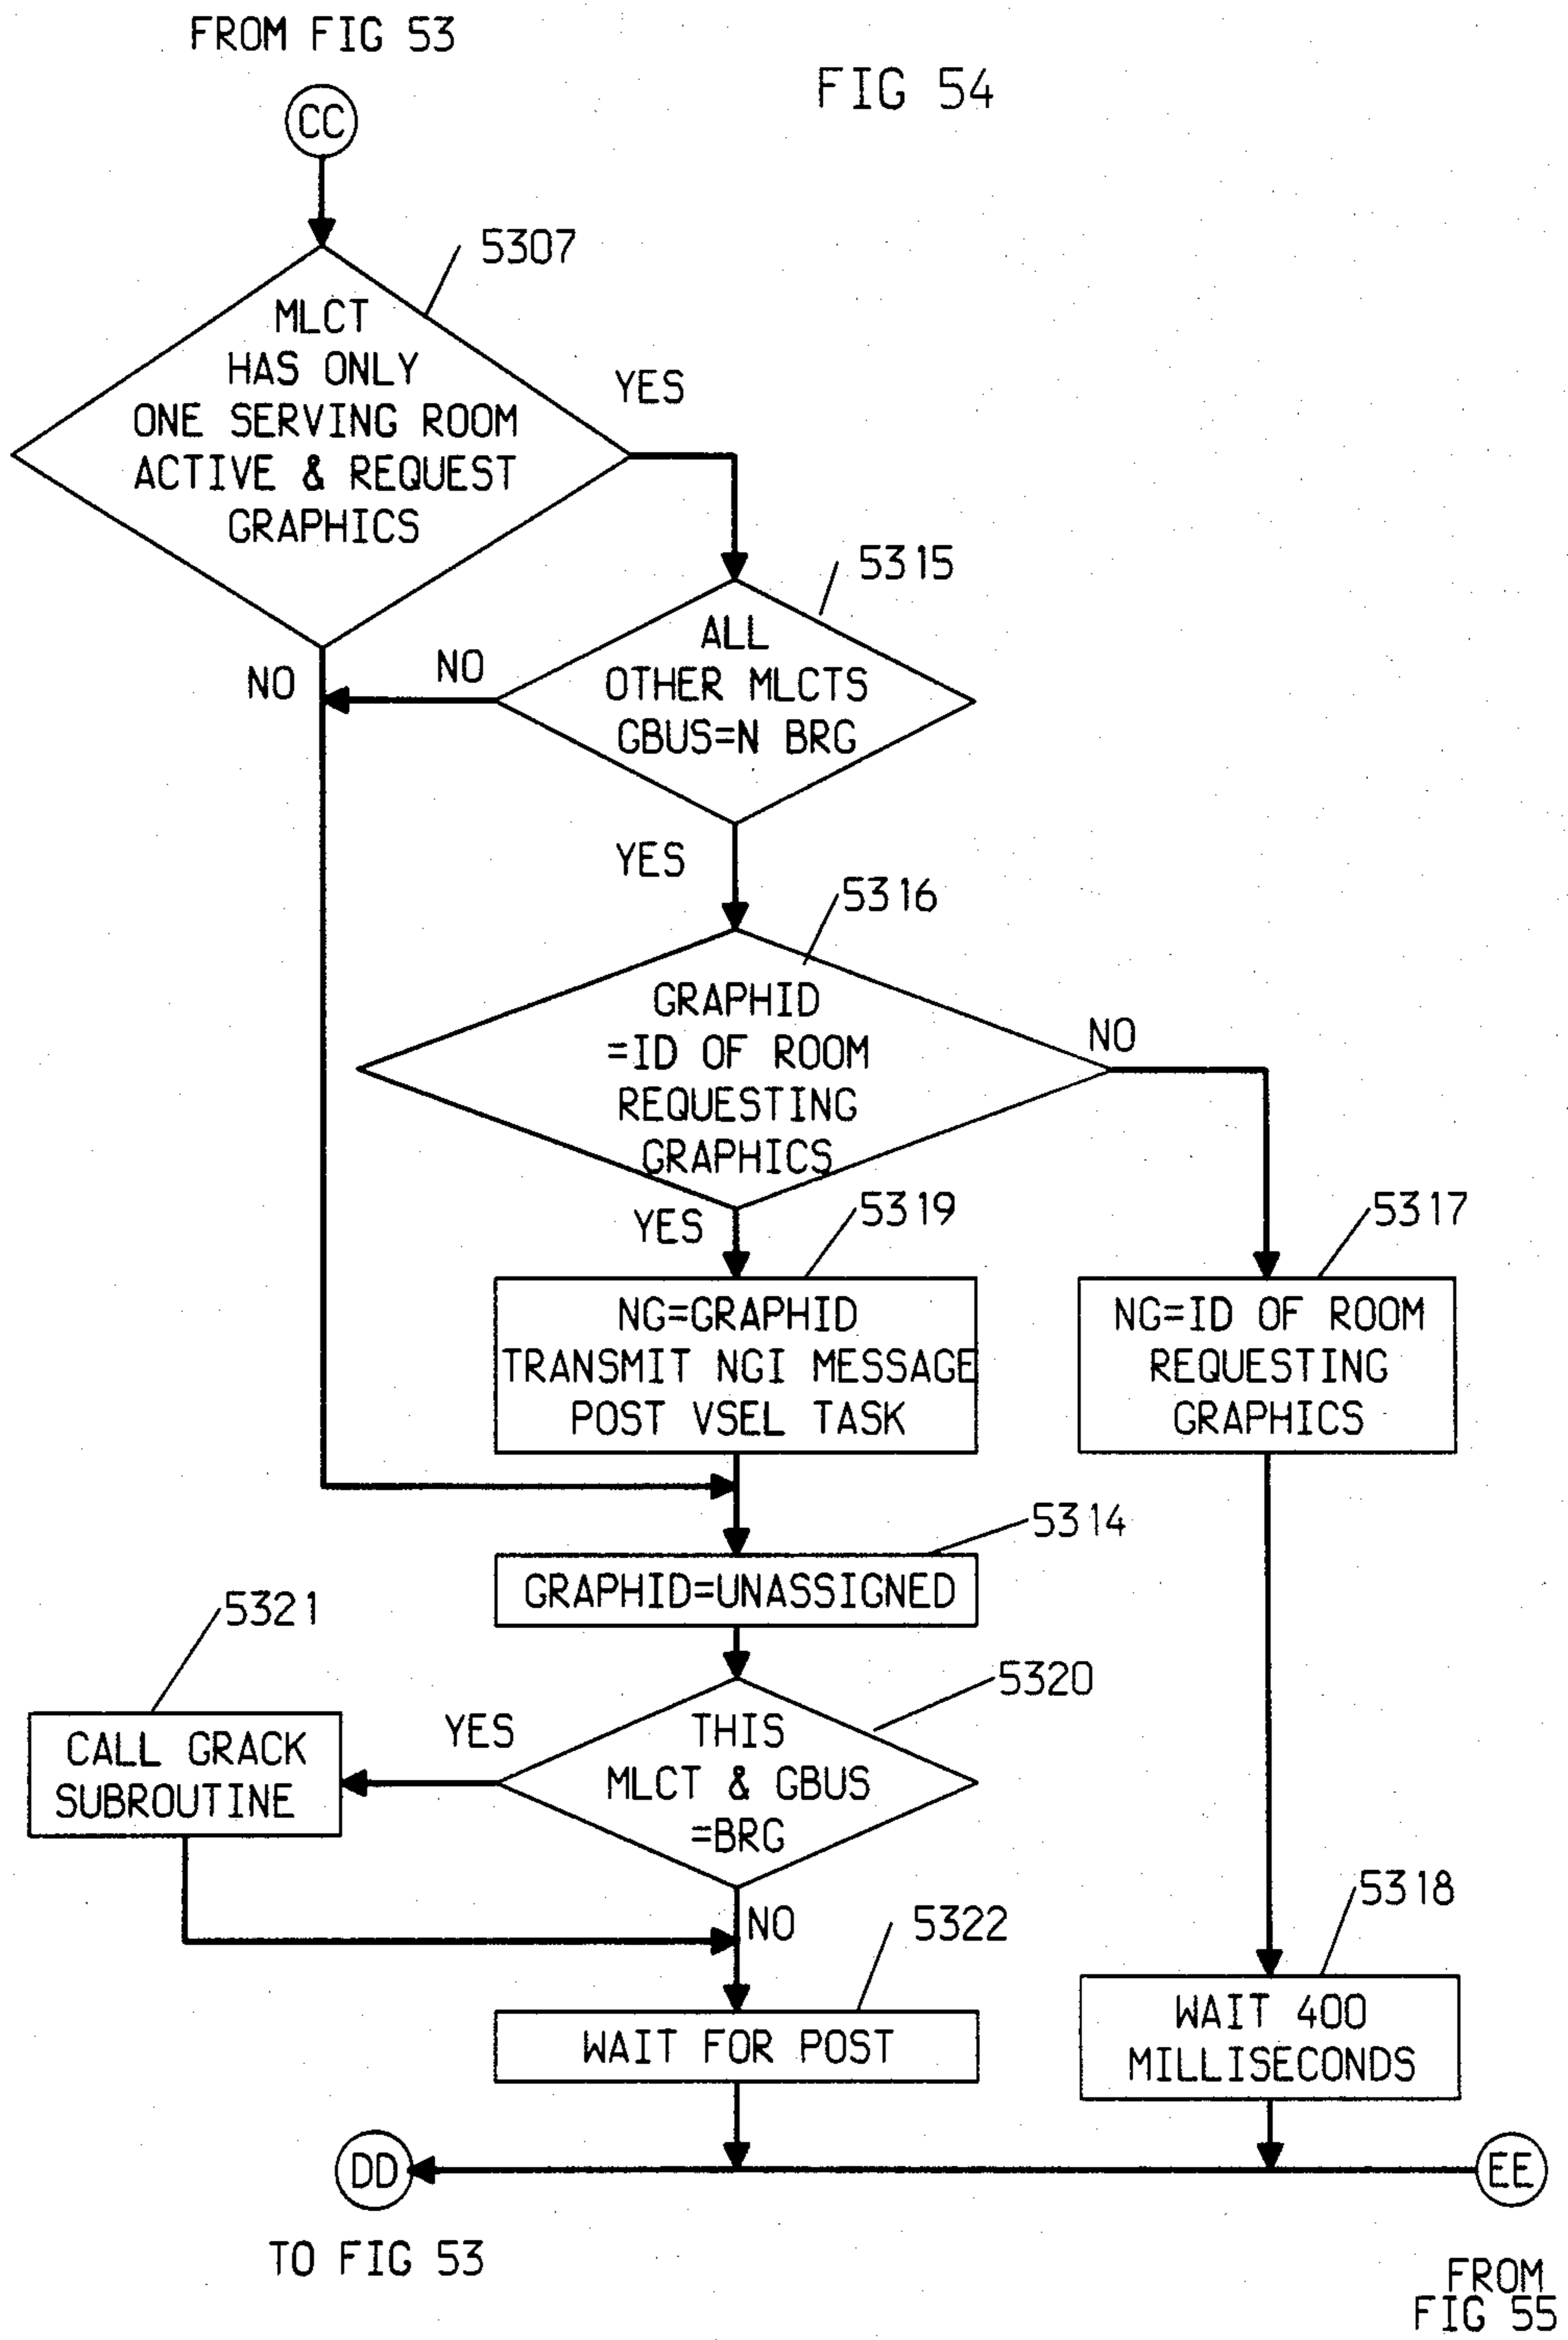 FROM FIG 53
FIG 54
CC
5307
MLCT
HAS ONLY
ONE SERVING ROOM
ACTIVE & REQUEST
GRAPHICS
YES
NO
5315
ALL
OTHER MLCTS
GBUS=N BRG
NO
YES
5316
GRAPHID
=ID OF ROOM
REQUESTING
GRAPHICS
NO
YES
5319
NG=GRAPHID
TRANSMIT NGI MESSAGE
POST VSEL TASK
5317
NG=ID OF ROOM
REQUESTING
GRAPHICS
5314
GRAPHID=UNASSIGNED
5321
CALL GRACK
SUBROUTINE
YES
5320
THIS
MLCT & GBUS
=BRG
NO
5322
WAIT FOR POST
5318
WAIT 400
MILLISECONDS
DD
EE
TO FIG 53
FROM
FIG 55